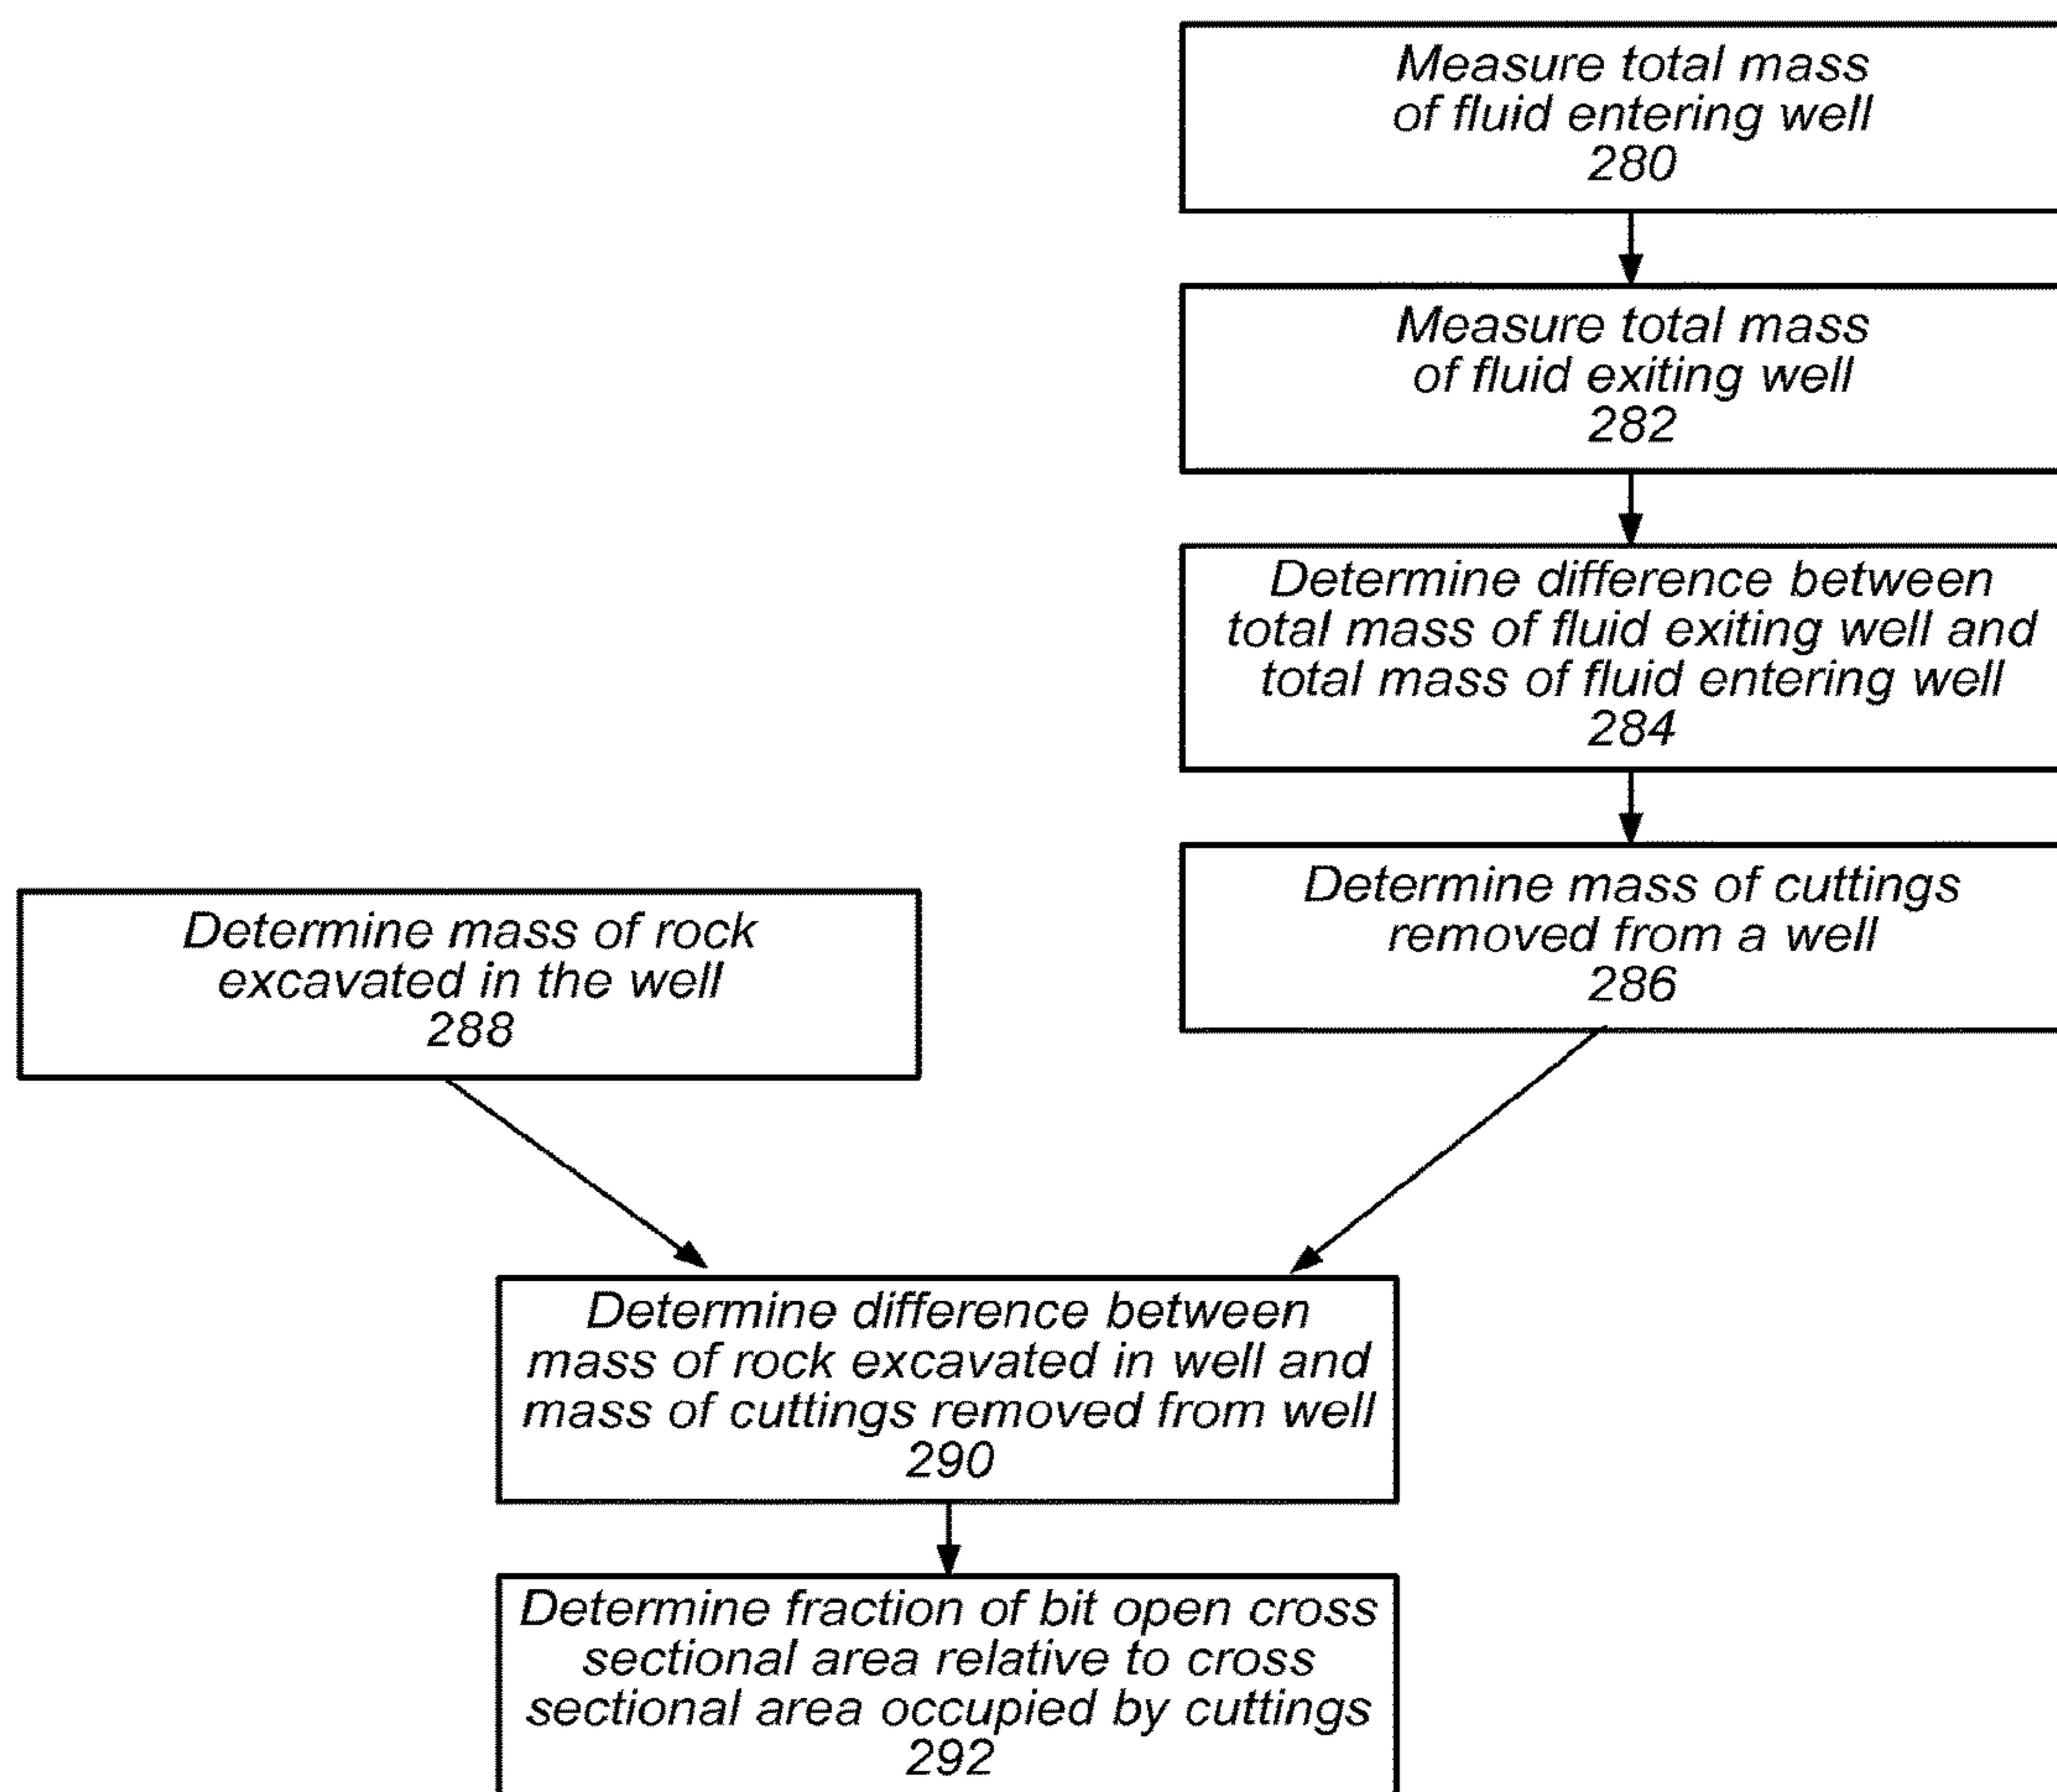 Measure total mass
of fluid entering well
280
Measure total mass
of fluid exiting well
282
Determine difference between
total mass of fluid exiting well and
total mass of fluid entering well
284
Determine mass of cuttings
removed from a well
286
Determine mass of rock
excavated in the well
288
Determine difference between
mass of rock excavated in well and
mass of cuttings removed from well
290
Determine fraction of bit open cross
sectional area relative to cross
sectional area occupied by cuttings
292